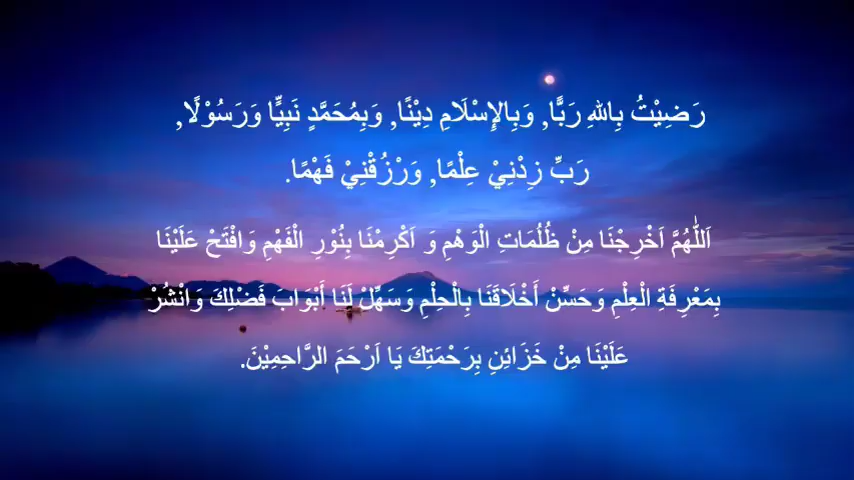 رَضِيْتُ بِاللهِ رَبًّا, وَبِالإِسْلَامِ دِيْنًا, وَبِمُحَمَّدٍ نَبِيًّا وَرَسُوْلًا,
رَبِّ زِدْنِيْ عِلْمًا, وَرْزُقْنِيْ فَهْمًا.
اَللّٰهُمَّ اَخْرِجْنَا مِنْ ظُلُمَاتِ الْوَهْمِ وَ اَكْرِمْنَا بِنُوْرِ الْفَهْمِ وَافْتَحْ عَلَيْنَا
بِمَعْرِفَةِ الْعِلْمِ وَحَسِّنْ أَخْلَاقَنَا بِالْحِلْمِ وَسَهِّلْ لَنَا أَبْوَاب فَضْلِكَ وَانْشُرْ
عَلَيْنَا مِنْ خَزَائِنِ بِرَحْمَتِكَ يَا اَرْحَمَ الرَّاحِمِيْنَ.